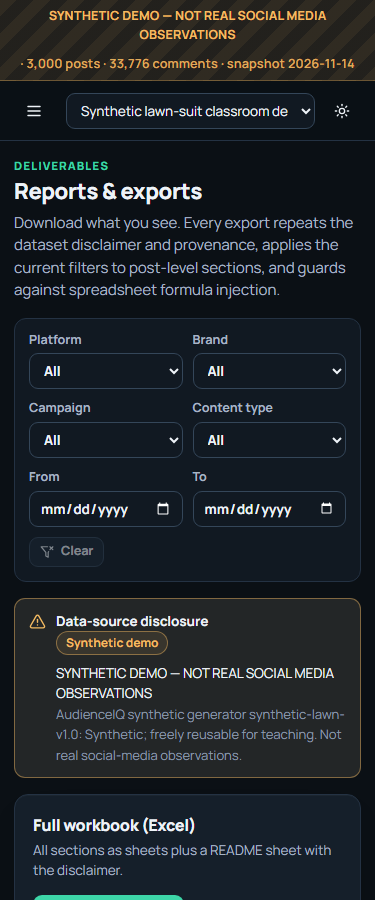 SYNTHETIC DEMO — NOT REAL SOCIAL MEDIA
OBSERVATIONS
· 3,000 posts · 33,776 comments · snapshot 2026-11-14
Synthetic lawn-suit classroom de
DELIVERABLES
Reports & exports
Download what you see. Every export repeats the
dataset disclaimer and provenance, applies the
current filters to post-level sections, and guards
against spreadsheet formula injection.
Platform
Brand
All
All
Campaign
Content type
All
All
From
To
mm/dd/yyyy
mm/dd/yyyy
Clear
Data-source disclosure
Synthetic demo
SYNTHETIC DEMO — NOT REAL SOCIAL MEDIA
OBSERVATIONS
AudienceIQ synthetic generator synthetic-lawn-
v1.0: Synthetic; freely reusable for teaching. Not
real social-media observations.
Full workbook (Excel)
All sections as sheets plus a README sheet with
the disclaimer.